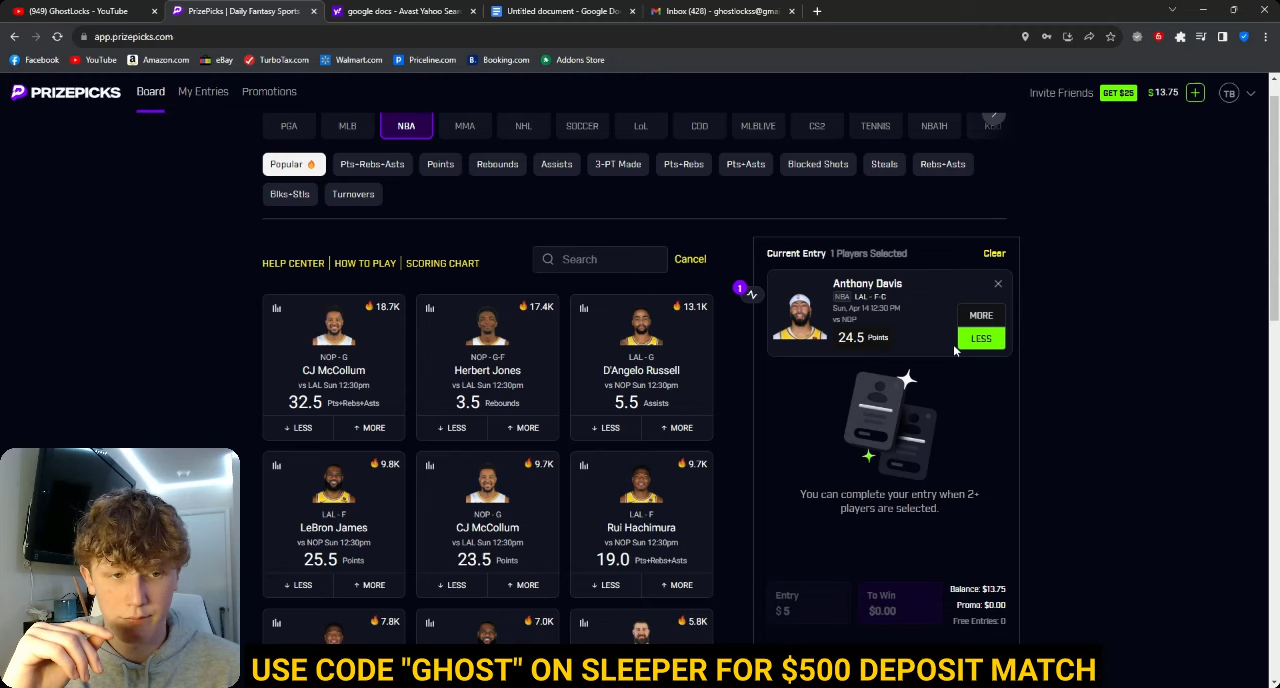 (949) GhostLocks - YouTube
PrizePicks | Daily Fantasy Sports
google docs - Avast Yahoo Sear
Untitled document - Google Do
Inbox (428) - ghostlockss@gma
app.prizepicks.com
Facebook
YouTube
Amazon.com
eBay
TurboTax.com
Walmart.com
Priceline.com
Booking.com
Addons Store
PRIZEPICKS
Board
My Entries
Promotions
Invite Friends
GET $25
$ 13.75
TB
PGA
MLB
NBA
MMA
NHL
SOCCER
LoL
COD
MLBLIVE
CS2
TENNIS
NBA1H
KBO
Popular
Pts-Rebs+Asts
Points
Rebounds
Assists
3-PT Made
Pts+Rebs
Pts+Asts
Blocked Shots
Steals
Rebs+Asts
Blks+Stls
Turnovers
HELP CENTER | HOW TO PLAY | SCORING CHART
Search
Cancel
18.7K
NOP - G
CJ McCollum
vs LAL Sun 12:30pm
32.5 Pts+Rebs+Asts
LESS
MORE
17.4K
NOP - G-F
Herbert Jones
vs LAL Sun 12:30pm
3.5 Rebounds
LESS
MORE
13.1K
LAL - G
D'Angelo Russell
vs NOP Sun 12:30pm
5.5 Assists
LESS
MORE
9.8K
LAL - F
LeBron James
vs NOP Sun 12:30pm
25.5 Points
LESS
MORE
9.7K
NOP - G
CJ McCollum
vs LAL Sun 12:30pm
23.5 Points
LESS
MORE
9.7K
LAL - F
Rui Hachimura
vs NOP Sun 12:30pm
19.0 Pts+Rebs+Asts
LESS
MORE
7.8K
7.0K
5.8K
Current Entry 1 Players Selected
Clear
1
Anthony Davis
NBA LAL - F-C
Sun, Apr 14 12:30 PM
vs NOP
24.5 Points
MORE
LESS
You can complete your entry when 2+
players are selected.
Entry
$ 5
To Win
$0.00
Balance: $13.75
Promo: $0.00
Free Entries: 0
USE CODE "GHOST" ON SLEEPER FOR $500 DEPOSIT MATCH